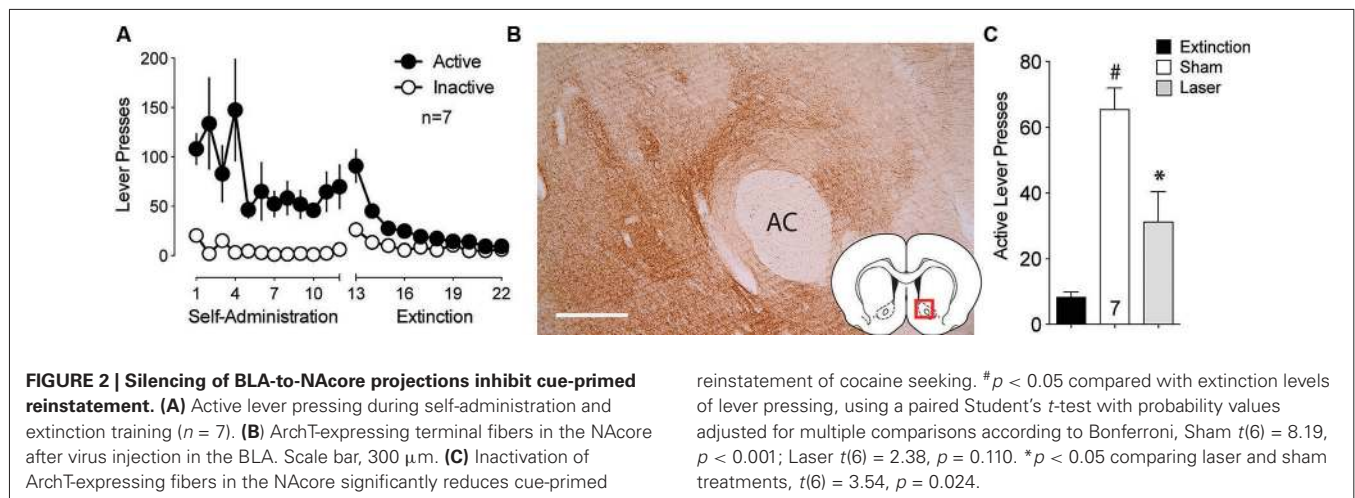 A
200
150
100
50
0
Lever Presses
Active
Inactive
n=7
1 4 7 10 13 16 19 22
Self-Administration Extinction
B
AC
C
Extinction
Sham
Laser
80
60
40
20
0
Active Lever Presses
#
*
7
FIGURE 2 | Silencing of BLA-to-NAcore projections inhibit cue-primed
reinstatement. (A) Active lever pressing during self-administration and
extinction training (n = 7). (B) ArchT-expressing terminal fibers in the NAcore
after virus injection in the BLA. Scale bar, 300 μm. (C) Inactivation of
ArchT-expressing fibers in the NAcore significantly reduces cue-primed
reinstatement of cocaine seeking. #p < 0.05 compared with extinction levels
of lever pressing, using a paired Student's t-test with probability values
adjusted for multiple comparisons according to Bonferroni, Sham t(6) = 8.19,
p < 0.001; Laser t(6) = 2.38, p = 0.110. *p < 0.05 comparing laser and sham
treatments, t(6) = 3.54, p = 0.024.